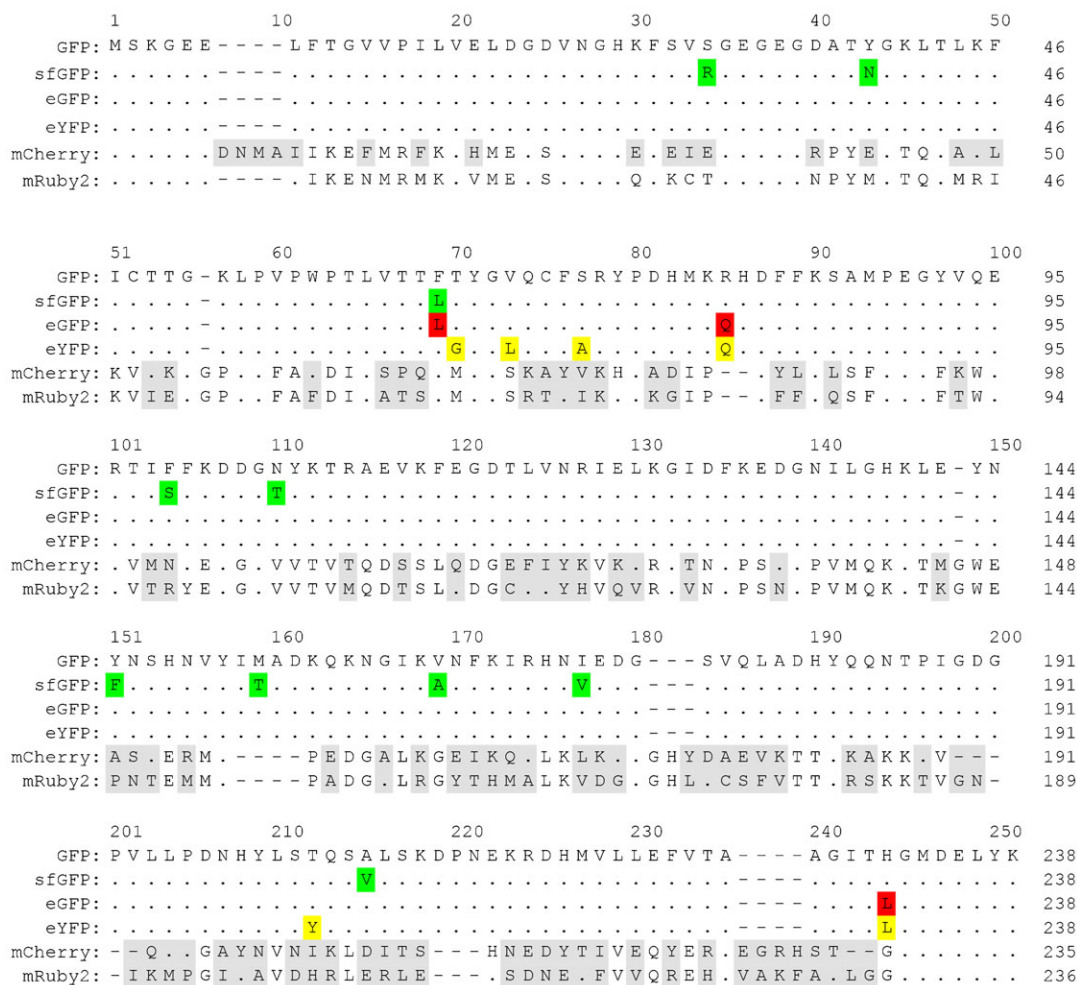 1 10 20 30 40 50
GFP: M S K G E E - - - - L F T G V V P I L V E L D G D V N G H K F S V S G E G E G D A T Y G K L T L K F 46
sfGFP: . . . . . . - - - - . . . . . . . . . . . . . . . . . . . . . . . R . . . . . . . . N . . . . . . . 46
eGFP: . . . . . . - - - - . . . . . . . . . . . . . . . . . . . . . . . . . . . . . . . . . . . . . . . . 46
eYFP: . . . . . . - - - - . . . . . . . . . . . . . . . . . . . . . . . . . . . . . . . . . . . . . . . . 46
mCherry: . . . . . . D N M A I I K E F M R F K . H M E . S . . . . E . E I E . . . . . R P Y E . T Q . A . L 50
mRuby2: . . . . . . - - - - . I K E N M R M K . V M E . S . . . . Q . K C T . . . . . N P Y M . T Q . M R I 46
51 60 70 80 90 100
GFP: I C T T G - K L P V P W P T L V T T F T Y G V Q C F S R Y P D H M K R H D F F K S A M P E G Y V Q E 95
sfGFP: . . . . . - . . . . . . . . . . . . L . . . . . . . . . . . . . . . . . . . . . . . . . . . . . . . 95
eGFP: . . . . . - . . . . . . . . . . . . L . . . . . . . . . . . . . . . Q . . . . . . . . . . . . . . . 95
eYFP: . . . . . - . . . . . . . . . . . . . G . . L . . . A . . . . . . . Q . . . . . . . . . . . . . . . 95
mCherry: K V . K . G P . . F A . D I . S P Q . M . . S K A Y V K H . A D I P - - . Y L . L S F . . . F K W . 98
mRuby2: K V I E . G P . . F A F D I . A T S . M . . S R T . I K . . K G I P - - . F F . Q S F . . . F T W . 94
101 110 120 130 140 150
GFP: R T I F F K D D G N Y K T R A E V K F E G D T L V N R I E L K G I D F K E D G N I L G H K L E - Y N 144
sfGFP: . . . S . . . . . T . . . . . . . . . . . . . . . . . . . . . . . . . . . . . . . . . . . . . - . . 144
eGFP: . . . . . . . . . . . . . . . . . . . . . . . . . . . . . . . . . . . . . . . . . . . . . . . - . . 144
eYFP: . . . . . . . . . . . . . . . . . . . . . . . . . . . . . . . . . . . . . . . . . . . . . . . - . . 144
mCherry: . V M N . E . G . V V T V T Q D S S L Q D G E F I Y K V K . R . T N . P S . . P V M Q K . T M G W E 148
mRuby2: . V T R Y E . G . V V T V M Q D T S L . D G C . . Y H V Q V R . V N . P S N . P V M Q K . T K G W E 144
151 160 170 180 190 200
GFP: Y N S H N V Y I M A D K Q K N G I K V N F K I R H N I E D G - - - S V Q L A D H Y Q Q N T P I G D G 191
sfGFP: F . . . . . . . T . . . . . . . . . A . . . . . . . V . . . - - - . . . . . . . . . . . . . . . . . 191
eGFP: . . . . . . . . . . . . . . . . . . . . . . . . . . . . . . - - - . . . . . . . . . . . . . . . . . 191
eYFP: . . . . . . . . . . . . . . . . . . . . . . . . . . . . . . - - - . . . . . . . . . . . . . . . . . 191
mCherry: A S . E R M . - - - - P E D G A L K G E I K Q . L K L K . . G H Y D A E V K T T . K A K K . V - - - 191
mRuby2: P N T E M M . - - - - P A D G . L R G Y T H M A L K V D G . G H L . C S F V T T . R S K K T V G N - 189
201 210 220 230 240 250
GFP: P V L L P D N H Y L S T Q S A L S K D P N E K R D H M V L L E F V T A - - - - A G I T H G M D E L Y K 238
sfGFP: . . . . . . . . . . . . . . V . . . . . . . . . . . . . . . . . . . . - - - - . . . . . . . . . . . . 238
eGFP: . . . . . . . . . . . . . . . . . . . . . . . . . . . . . . . . . . . - - - - . . . . L . . . . . . . 238
eYFP: . . . . . . . . . . . Y . . . . . . . . . . . . . . . . . . . . . . . - - - - . . . . L . . . . . . . 238
mCherry: - - Q . . G A Y N V N I K L D I T S - - - H N E D Y T I V E Q Y E R . E G R H S T - - G . . . . . . . 235
mRuby2: - I K M P G I . A V D H R L E R L E - - - . S D N E . F V V Q R E H . V A K F A . L G G . . . . . . . 236